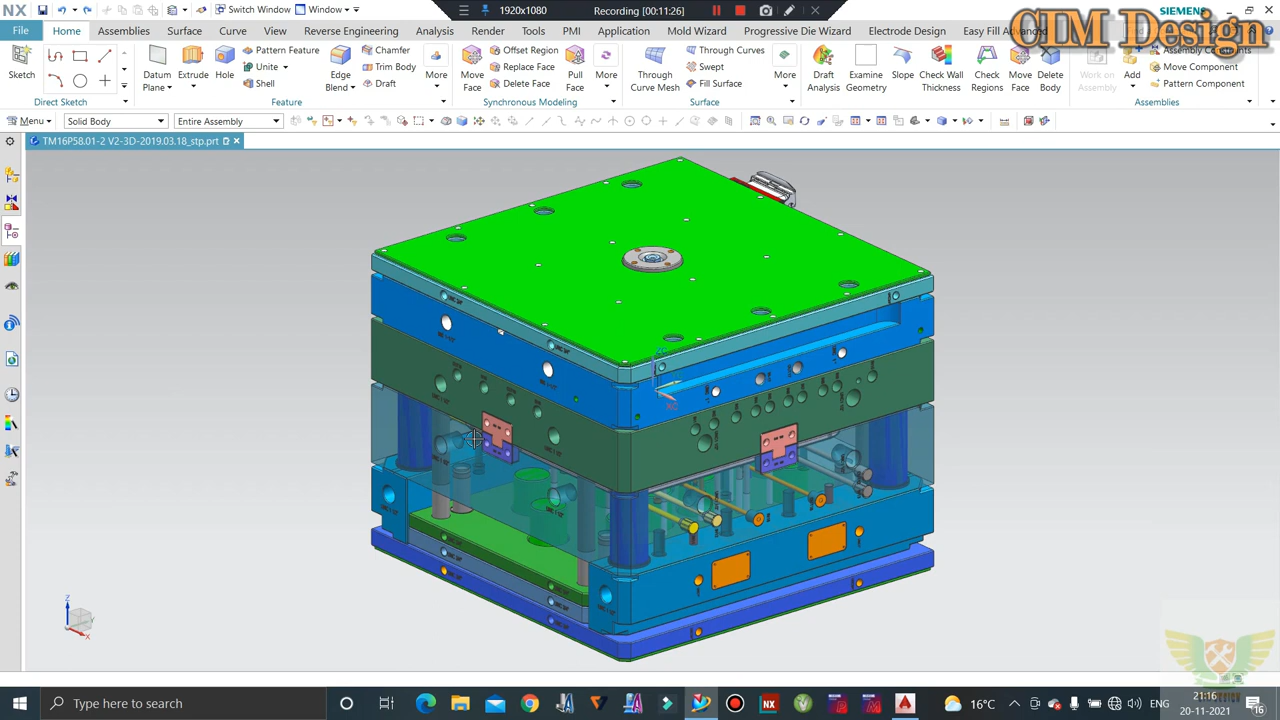 NX Switch Window Window 1920x1080 Recording [00:11:26] SIEMENS
CIM Design
File Home Assemblies Surface Curve View Reverse Engineering Analysis Render Tools PMI Application Mold Wizard Progressive Die Wizard Electrode Design Easy Fill Advanced
Pattern Feature Chamfer Offset Region Through Curves Assembly Constraints
Unite Trim Body Replace Face Swept Move Component
Shell Draft Delete Face Fill Surface Pattern Component
Sketch Datum Plane Extrude Hole Edge Blend More Move Face Pull Face More Through Curve Mesh More Draft Analysis Examine Geometry Slope Check Wall Thickness Check Regions Move Face Delete Body Work on Assembly Add
Direct Sketch Feature Synchronous Modeling Surface Assemblies
Menu Solid Body Entire Assembly
TM16P58.01-2 V2-3D-2019.03.18_stp.prt
XC
Z
X
Type here to search
16°C ENG 21:16
20-11-2021 16